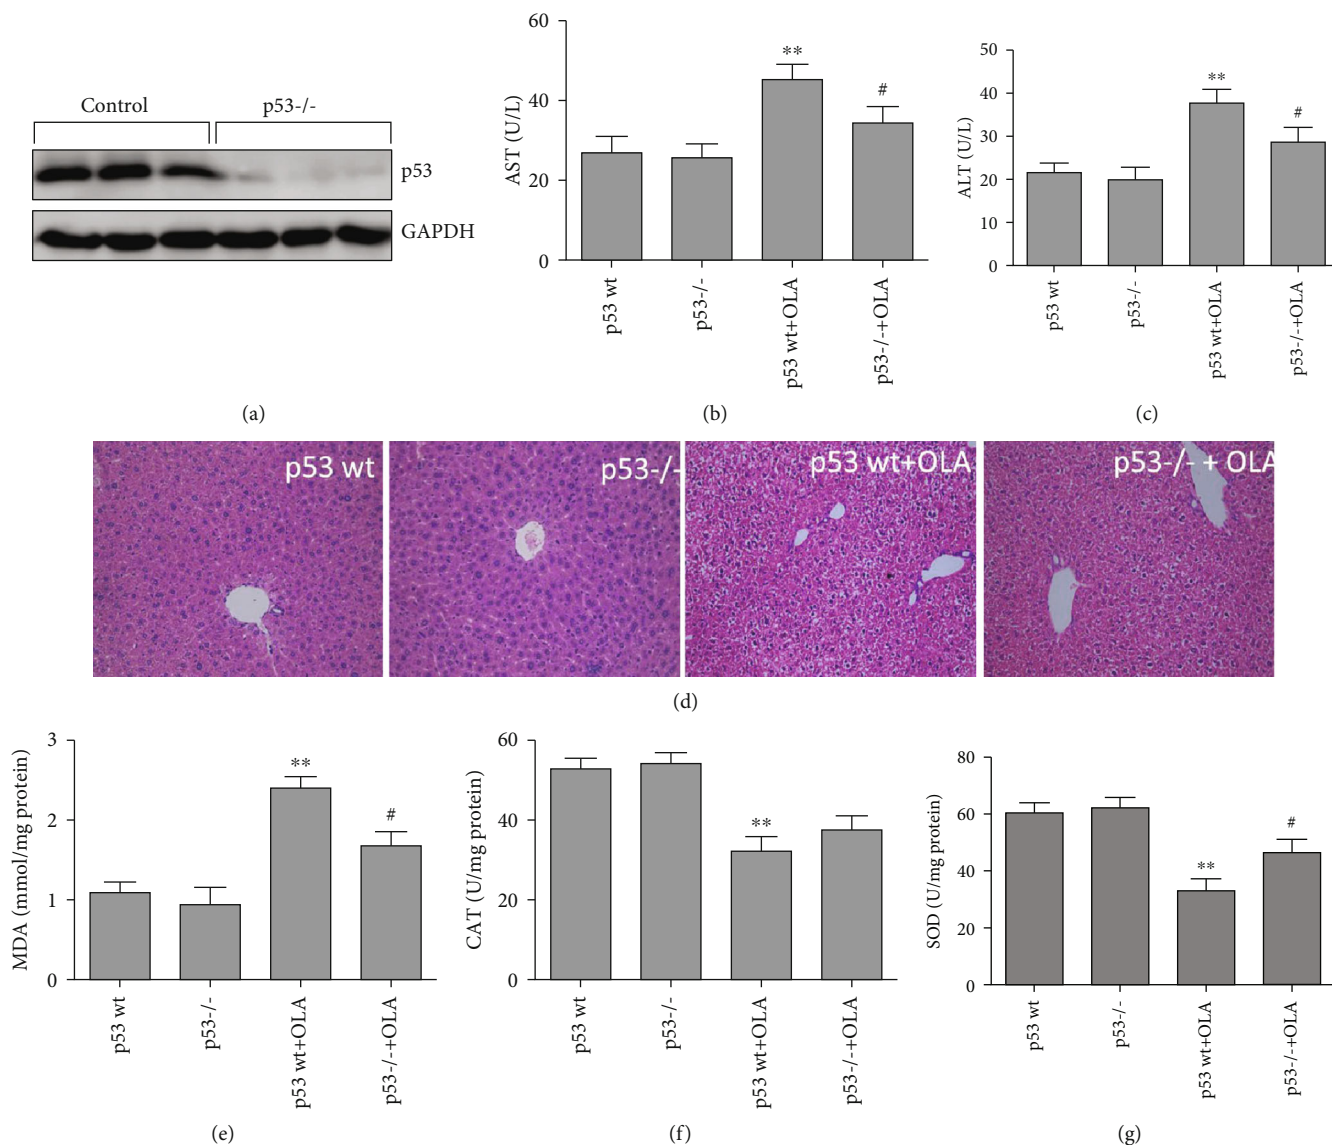 Control
p53-/-
p53
GAPDH
(a)
60
40
20
0
AST (U/L)
**
#
p53 wt
p53-/-
p53 wt+OLA
p53-/-+OLA
(b)
50
40
30
20
10
0
ALT (U/L)
**
#
p53 wt
p53-/-
p53 wt+OLA
p53-/-+OLA
(c)
p53 wt
p53-/-
p53 wt+OLA
p53-/- + OLA
(d)
3
2
1
0
MDA (mmol/mg protein)
**
#
p53 wt
p53-/-
p53 wt+OLA
p53-/-+OLA
(e)
60
40
20
0
CAT (U/mg protein)
**
p53 wt
p53-/-
p53 wt+OLA
p53-/-+OLA
(f)
80
60
40
20
0
SOD (U/mg protein)
**
#
p53 wt
p53-/-
p53 wt+OLA
p53-/-+OLA
(g)